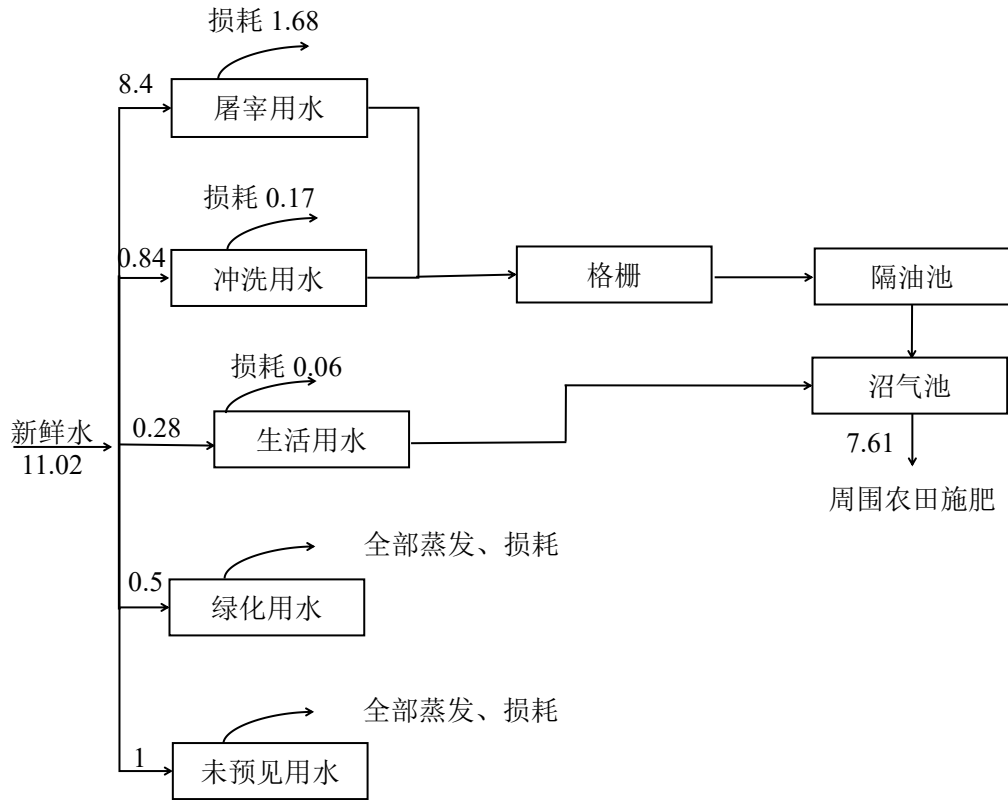 损耗 1.68
8.4
屠宰用水
损耗 0.17
0.84
冲洗用水
格栅
隔油池
损耗 0.06
沼气池
新鲜水
11.02
0.28
生活用水
7.61
周围农田施肥
全部蒸发、损耗
0.5
绿化用水
全部蒸发、损耗
1
未预见用水